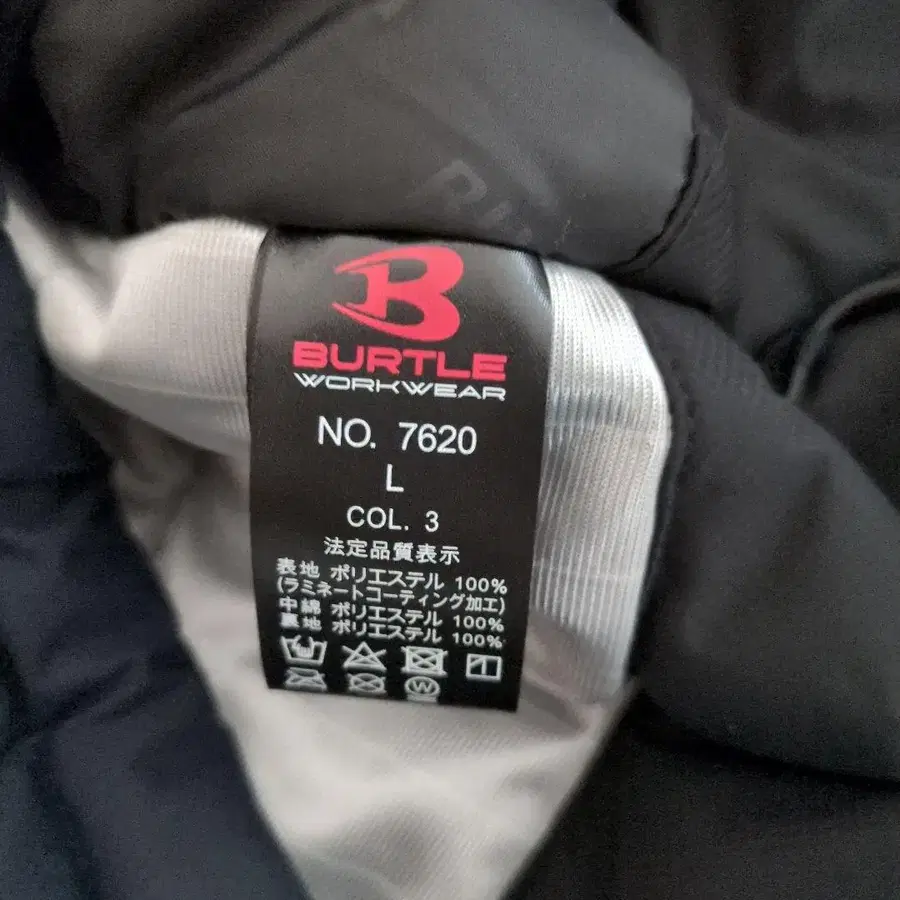 BURTLE
WORKWEAR
NO. 7620
L
COL. 3
法定品質表示
表地 ポリエステル 100%
(ラミネートコーティング加工)
中綿 ポリエステル 100%
裏地 ポリエステル 100%
W